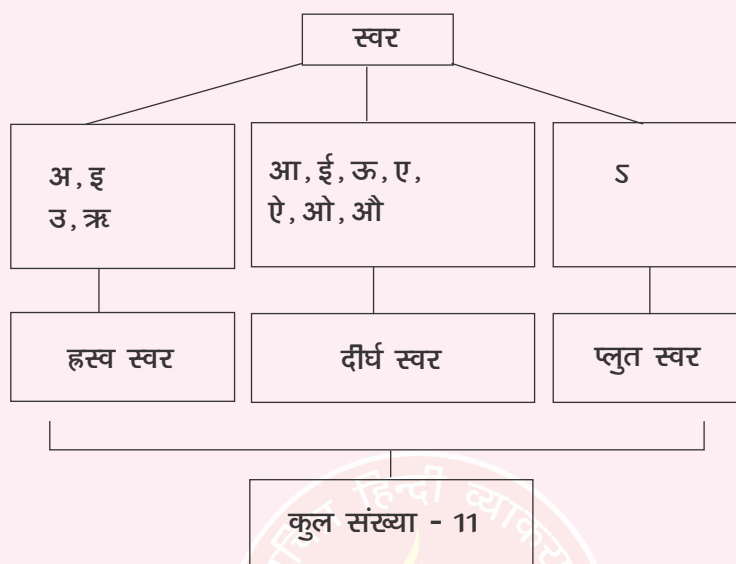 स्वर
अ, इ
उ, ऋ
आ, ई, ऊ, ए,
ऐ, ओ, औ
ऽ
ह्रस्व स्वर
दीर्घ स्वर
प्लुत स्वर
हिन्दी
कुल संख्या - 11